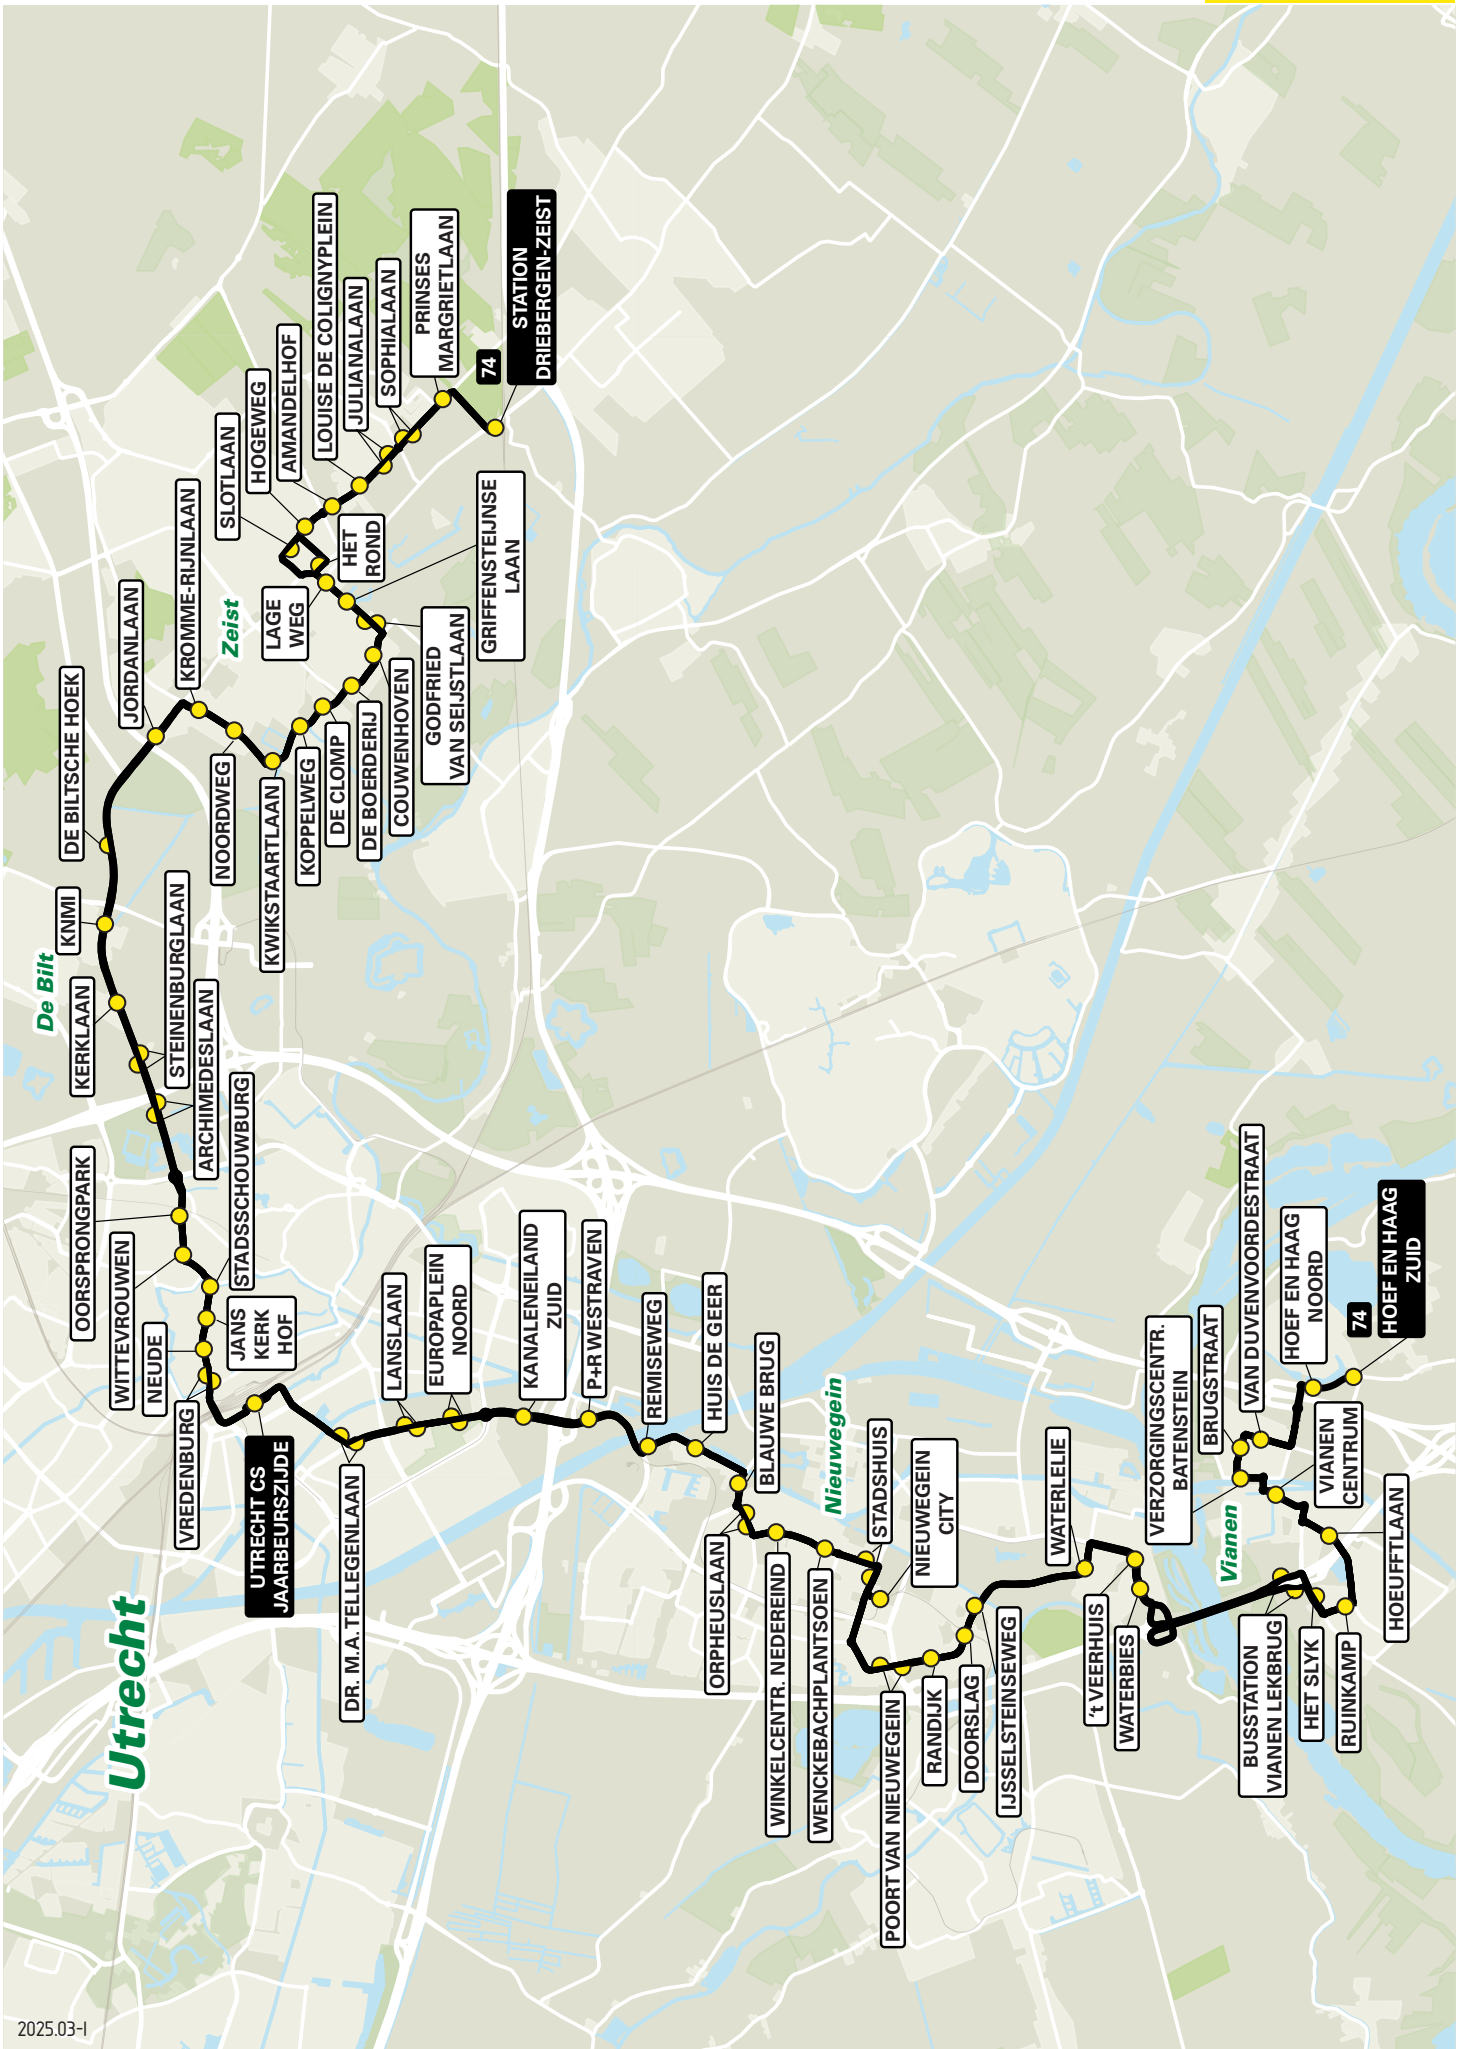 STATION
DRIEBERGEN-ZEIST
74
PRINSES
MARGRIETLAAN
SOPHIALAAN
JULIANALAAN
LOUISE DE COLIGNYPLEIN
AMANDELHOF
HOGEWEG
SLOTLAAN
HET
ROND
LAGE
WEG
GRIFFENSTEIJNSE
LAAN
GODFRIED
VAN SEIJSTLAAN
COUWENHOVEN
DE BOERDERIJ
DE CLOMP
KOPPELWEG
KWIKSTAARTLAAN
NOORDWEG
Zeist
KROMME-RIJNLAAN
JORDANLAAN
DE BILTSCHE HOEK
KNMI
De Bilt
KERKLAAN
STEINENBURGLAAN
ARCHIMEDESLAAN
OORSPRONGPARK
WITTEVROUWEN
STADSSCHOUWBURG
JANS
KERK
HOF
NEUDE
VREDENBURG
UTRECHT CS
JAARBEURSZIJDE
Utrecht
DR. M.A. TELLEGENLAAN
LANSLAAN
EUROPAPLEIN
NOORD
KANALENEILAND
ZUID
P+R WESTRAVEN
REMISEWEG
HUIS DE GEER
BLAUWE BRUG
ORPHEUSLAAN
WINKELCENTR. NEDEREIND
WENCKEBACHPLANTSOEN
Nieuwegein
STADSHUIS
NIEUWEGEIN
CITY
POORT VAN NIEUWEGEIN
RANDIJK
DOORSLAG
IJSSELSTEINSEWEG
WATERLELIE
't VEERHUIS
WATERBIES
BUSSTATION
VIANEN LEKBRUG
HET SLYK
RUINKAMP
HOEUFFTLAAN
VIANEN
CENTRUM
Vianen
VERZORGINGSCENTR.
BATENSTEIN
BRUGSTRAAT
VAN DUVENVOORDESTRAAT
HOEF EN HAAG
NOORD
74
HOEF EN HAAG
ZUID
2025.03-I